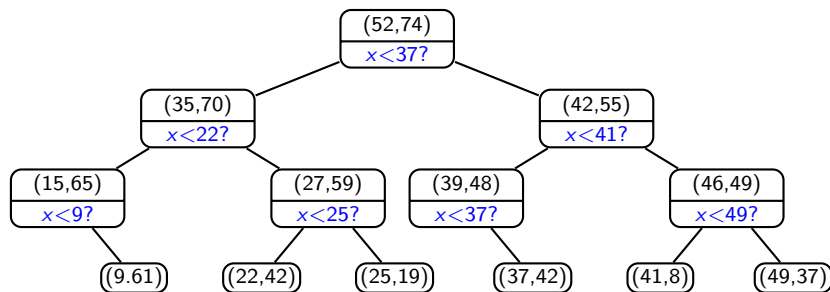 (52,74)
x<37?
(35,70)
(42,55)
x<22?
x<41?
(15,65)
(27,59)
(39,48)
(46,49)
x<9?
x<25?
x<37?
x<49?
(9.61)
(22,42)
(25,19)
(37,42)
(41,8)
(49,37)